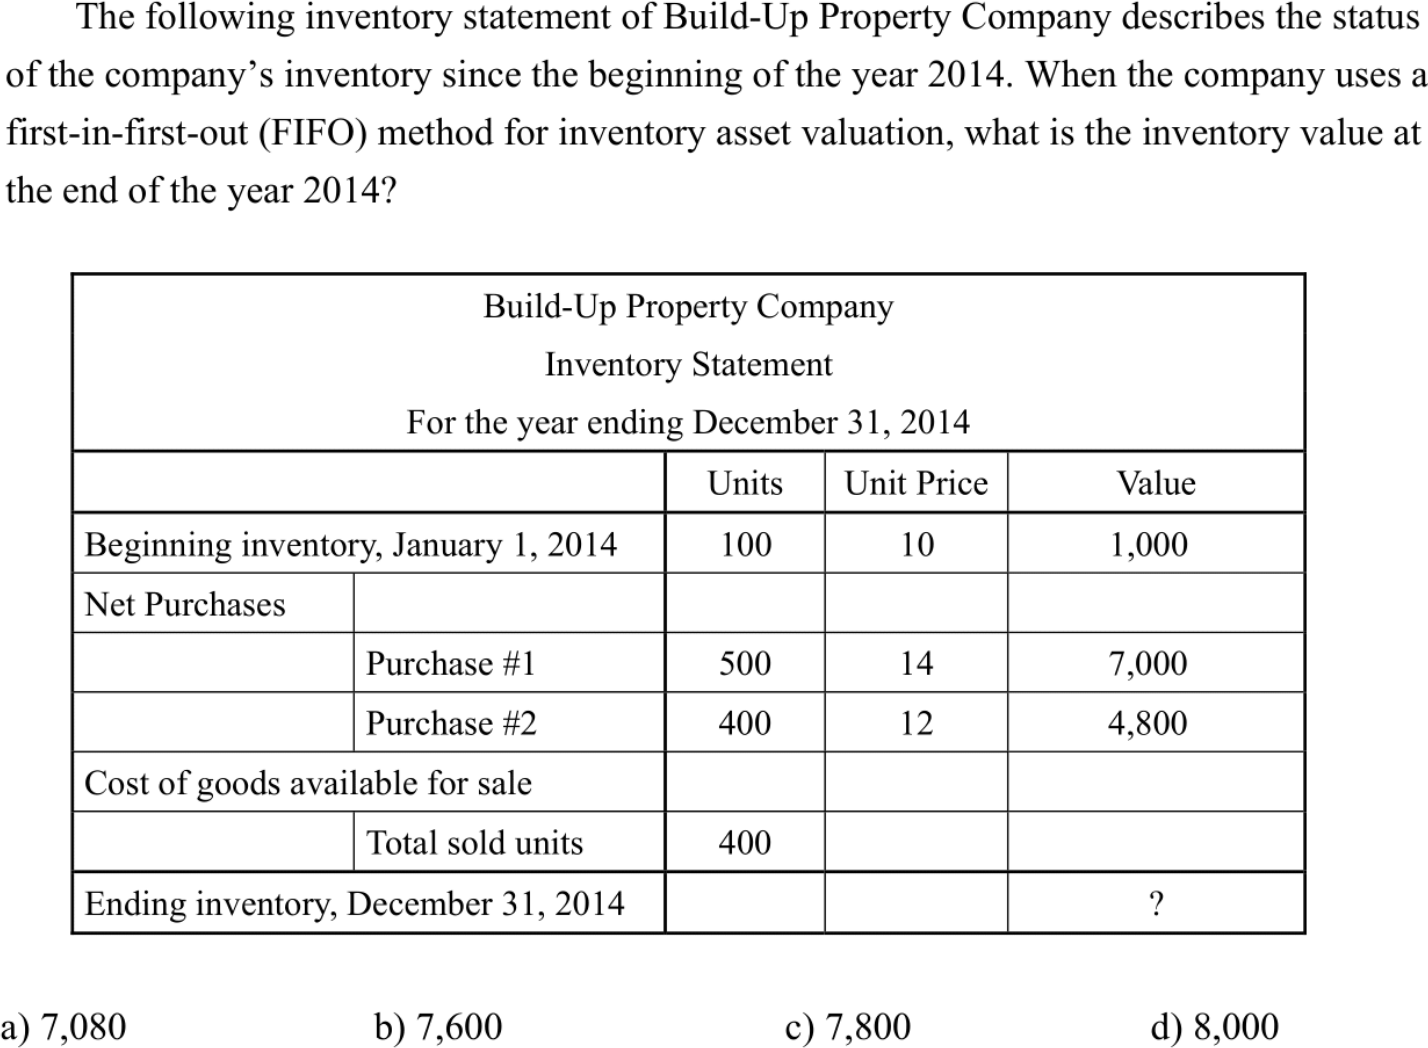 The following inventory statement of Build-Up Property Company describes the status
of the company’s inventory since the beginning of the year 2014. When the company uses a
first-in-first-out (FIFO) method for inventory asset valuation, what is the inventory value at
the end of the year 2014?
Build-Up Property Company
Inventory Statement
For the year ending December 31, 2014
Units Unit Price Value
Beginning inventory, January 1, 2014 100 10 1,000
Net Purchases
Purchase #1 500 14 7,000
Purchase #2 400 12 4,800
Cost of goods available for sale
Total sold units 400
Ending inventory, December 31, 2014 ?
a) 7,080 b) 7,600 c) 7,800 d) 8,000